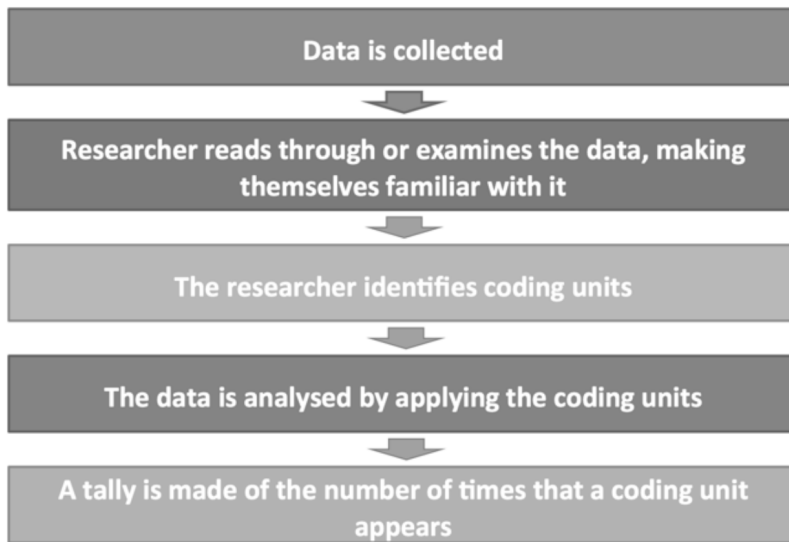 Data is collected
Researcher reads through or examines the data, making
themselves familiar with it
The researcher identifies coding units
The data is analysed by applying the coding units
A tally is made of the number of times that a coding unit
appears